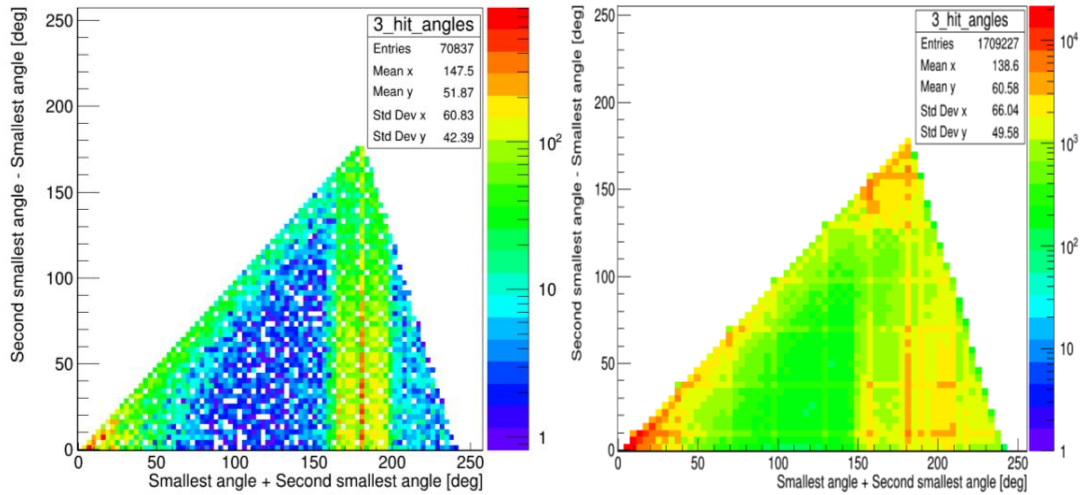 3_hit_angles
Entries 70837
Mean x 147.5
Mean y 51.87
Std Dev x 60.83
Std Dev y 42.39
Second smallest angle - Smallest angle [deg]
250
200
150
100
50
0
0 50 100 150 200 250
Smallest angle + Second smallest angle [deg]
10²
10
1
3_hit_angles
Entries 1709227
Mean x 138.6
Mean y 60.58
Std Dev x 66.04
Std Dev y 49.58
Second smallest angle - Smallest angle [deg]
250
200
150
100
50
0
0 50 100 150 200 250
Smallest angle + Second smallest angle [deg]
10⁴
10³
10²
10
1